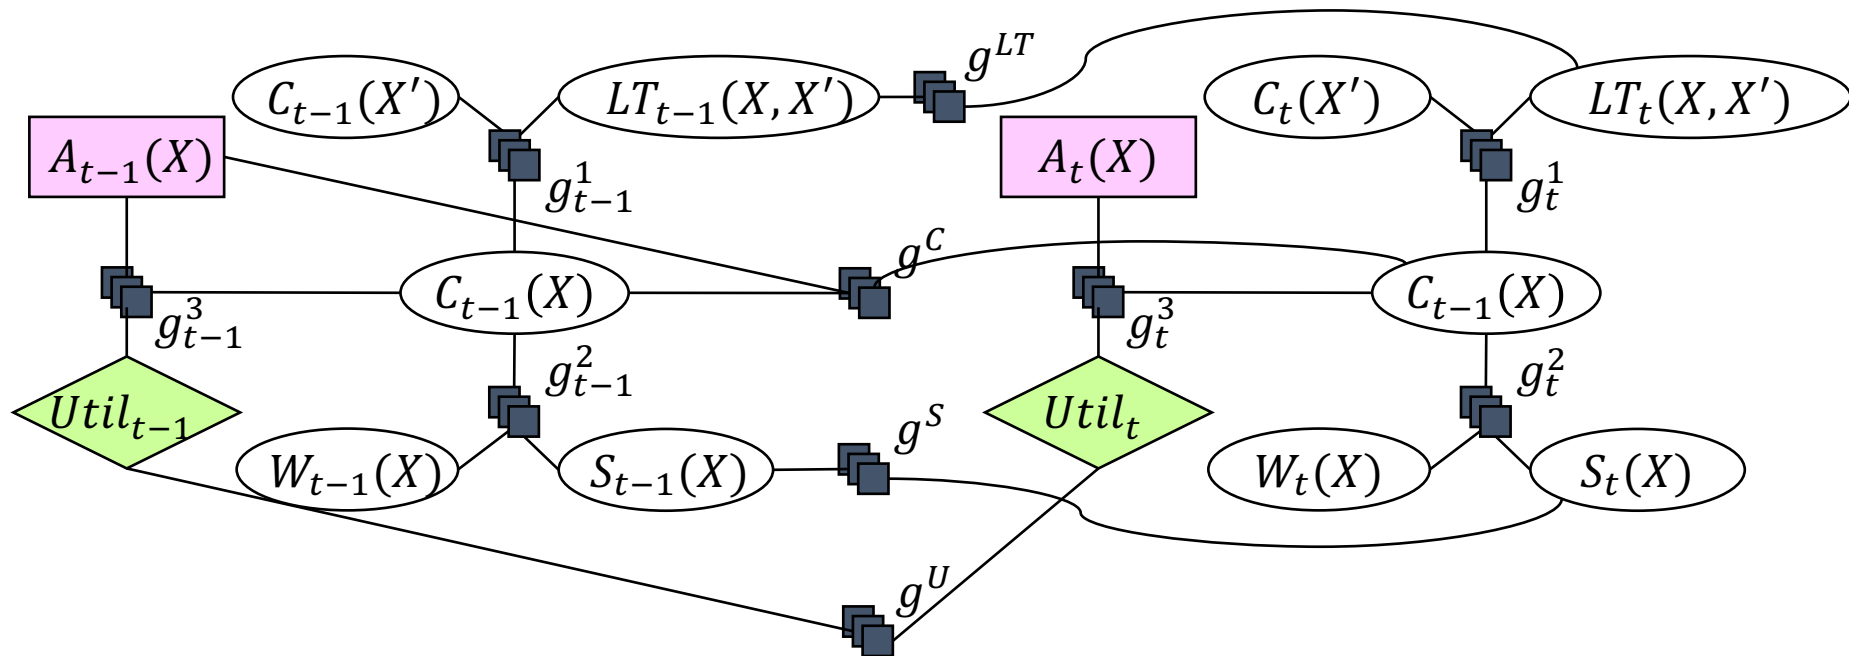 g^{LT}
C_{t-1}(X′) LT_{t-1}(X, X′) C_t(X′) LT_t(X, X′)
A_{t-1}(X) A_t(X)
g^1_{t-1} g^1_t
g^C
C_{t-1}(X) C_{t-1}(X)
g^3_{t-1} g^3_t
g^2_{t-1} g^2_t
Util_{t-1} Util_t
g^S
W_{t-1}(X) S_{t-1}(X) W_t(X) S_t(X)
g^U